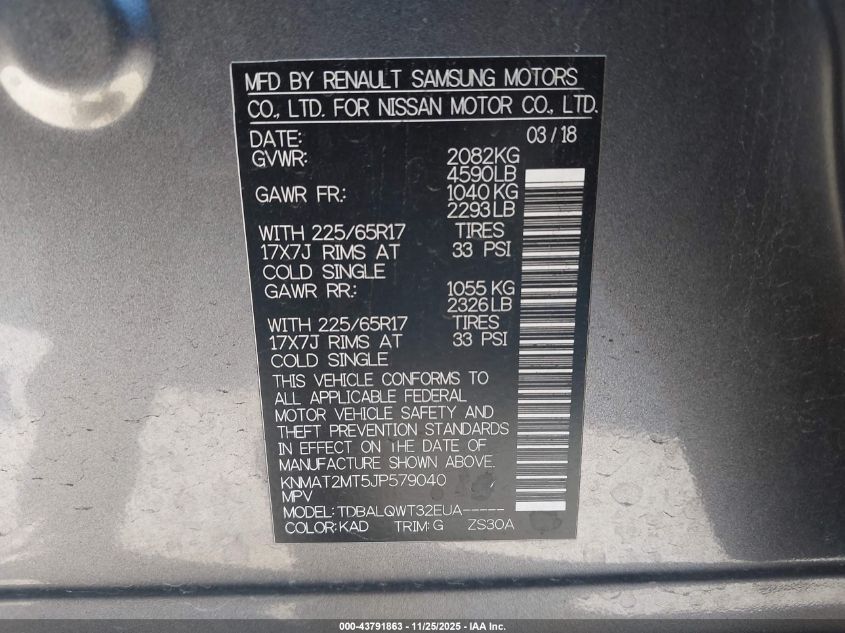 MFD BY RENAULT SAMSUNG MOTORS
CO., LTD. FOR NISSAN MOTOR CO., LTD.
DATE: 03 / 18
GVWR: 2082KG
4590LB
GAWR FR.: 1040 KG
2293LB
WITH 225/65R17 TIRES
17X7J RIMS AT 33 PSI
COLD SINGLE
GAWR RR.: 1055 KG
2326LB
WITH 225/65R17 TIRES
17X7J RIMS AT 33 PSI
COLD SINGLE
THIS VEHICLE CONFORMS TO
ALL APPLICABLE FEDERAL
MOTOR VEHICLE SAFETY AND
THEFT PREVENTION STANDARDS
IN EFFECT ON THE DATE OF
MANUFACTURE SHOWN ABOVE.
KNMAT2MT5JP579040
MPV
MODEL: TDBALQWT32EUA-----
COLOR: KAD TRIM: G ZS30A
000-43791863 - 11/25/2025 - IAA Inc.